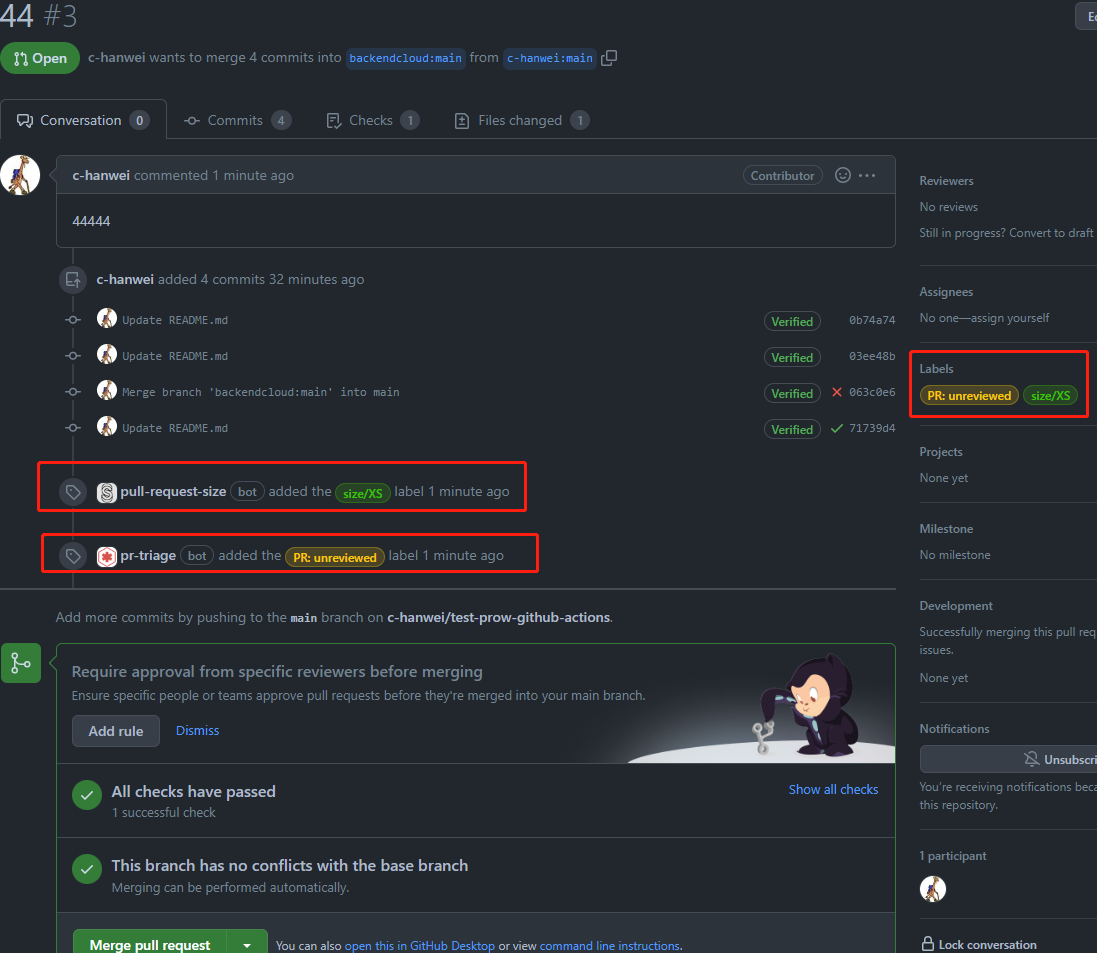 44 #3
Open
c-hanwei wants to merge 4 commits into backendcloud:main from c-hanwei:main
Conversation 0
Commits 4
Checks 1
Files changed 1
c-hanwei commented 1 minute ago
Contributor
44444
c-hanwei added 4 commits 32 minutes ago
Update README.md Verified 0b74a74
Update README.md Verified 03ee48b
Merge branch 'backendcloud:main' into main Verified 063c0e6
Update README.md Verified 71739d4
pull-request-size bot added the size/XS label 1 minute ago
pr-triage bot added the PR: unreviewed label 1 minute ago
Add more commits by pushing to the main branch on c-hanwei/test-prow-github-actions.
Require approval from specific reviewers before merging
Ensure specific people or teams approve pull requests before they're merged into your main branch.
Add rule Dismiss
All checks have passed
1 successful check
Show all checks
This branch has no conflicts with the base branch
Merging can be performed automatically.
Merge pull request
You can also open this in GitHub Desktop or view command line instructions.
Reviewers
No reviews
Still in progress? Convert to draft
Assignees
No one—assign yourself
Labels
PR: unreviewed size/XS
Projects
None yet
Milestone
No milestone
Development
Successfully merging this pull req
issues.
None yet
Notifications
Unsubscri
You're receiving notifications beca
this repository.
1 participant
Lock conversation